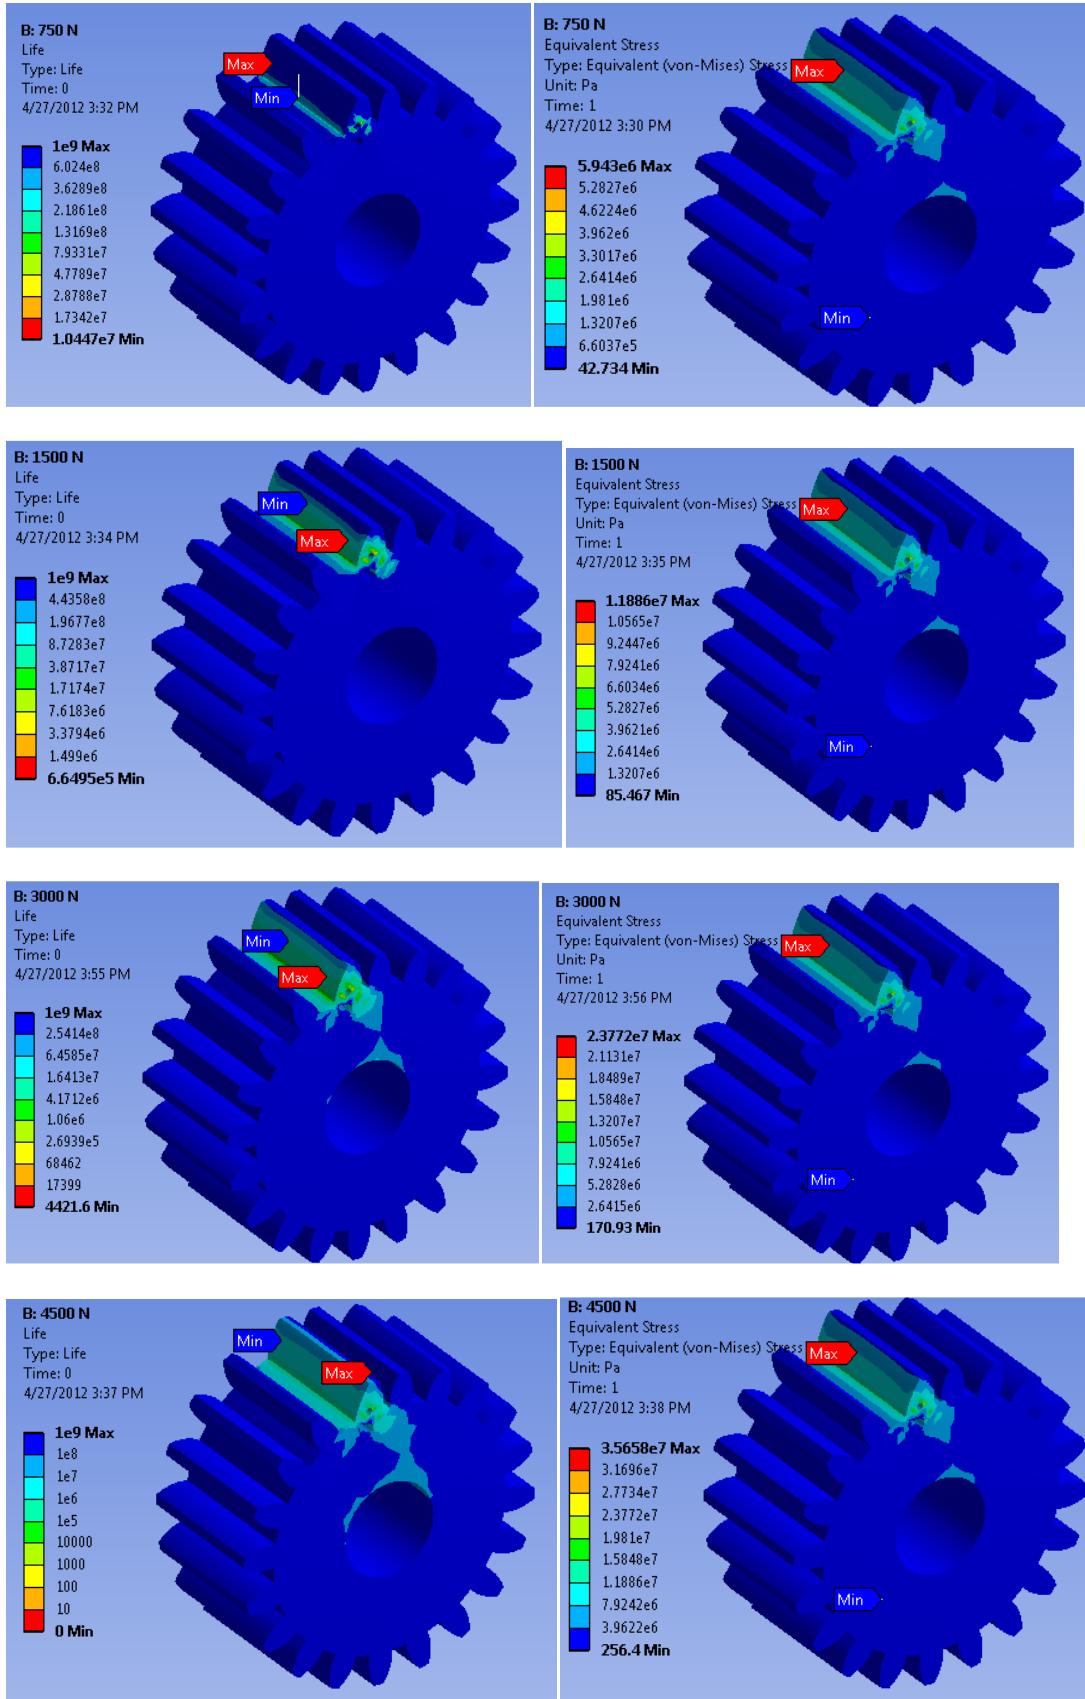 B: 750 N
Life
Type: Life
Time: 0
4/27/2012 3:32 PM
1e9 Max
6.024e8
3.6289e8
2.1861e8
1.3169e8
7.9331e7
4.7789e7
2.8788e7
1.7342e7
1.0447e7 Min
Max
Min
B: 750 N
Equivalent Stress
Type: Equivalent (von-Mises) Stress
Unit: Pa
Time: 1
4/27/2012 3:30 PM
5.943e6 Max
5.2827e6
4.6224e6
3.962e6
3.3017e6
2.6414e6
1.981e6
1.3207e6
6.6037e5
42.734 Min
Max
Min
B: 1500 N
Life
Type: Life
Time: 0
4/27/2012 3:34 PM
1e9 Max
4.4358e8
1.9677e8
8.7283e7
3.8717e7
1.7174e7
7.6183e6
3.3794e6
1.499e6
6.6495e5 Min
Min
Max
B: 1500 N
Equivalent Stress
Type: Equivalent (von-Mises) Stress
Unit: Pa
Time: 1
4/27/2012 3:35 PM
1.1886e7 Max
1.0565e7
9.2447e6
7.9241e6
6.6034e6
5.2827e6
3.9621e6
2.6414e6
1.3207e6
85.467 Min
Max
Min
B: 3000 N
Life
Type: Life
Time: 0
4/27/2012 3:55 PM
1e9 Max
2.5414e8
6.4585e7
1.6413e7
4.1712e6
1.06e6
2.6939e5
68462
17399
4421.6 Min
Min
Max
B: 3000 N
Equivalent Stress
Type: Equivalent (von-Mises) Stress
Unit: Pa
Time: 1
4/27/2012 3:56 PM
2.3772e7 Max
2.1131e7
1.8489e7
1.5848e7
1.3207e7
1.0565e7
7.9241e6
5.2828e6
2.6415e6
170.93 Min
Max
Min
B: 4500 N
Life
Type: Life
Time: 0
4/27/2012 3:37 PM
1e9 Max
1e8
1e7
1e6
1e5
10000
1000
100
10
0 Min
Min
Max
B: 4500 N
Equivalent Stress
Type: Equivalent (von-Mises) Stress
Unit: Pa
Time: 1
4/27/2012 3:38 PM
3.5658e7 Max
3.1696e7
2.7734e7
2.3772e7
1.981e7
1.5848e7
1.1886e7
7.9242e6
3.9622e6
256.4 Min
Max
Min